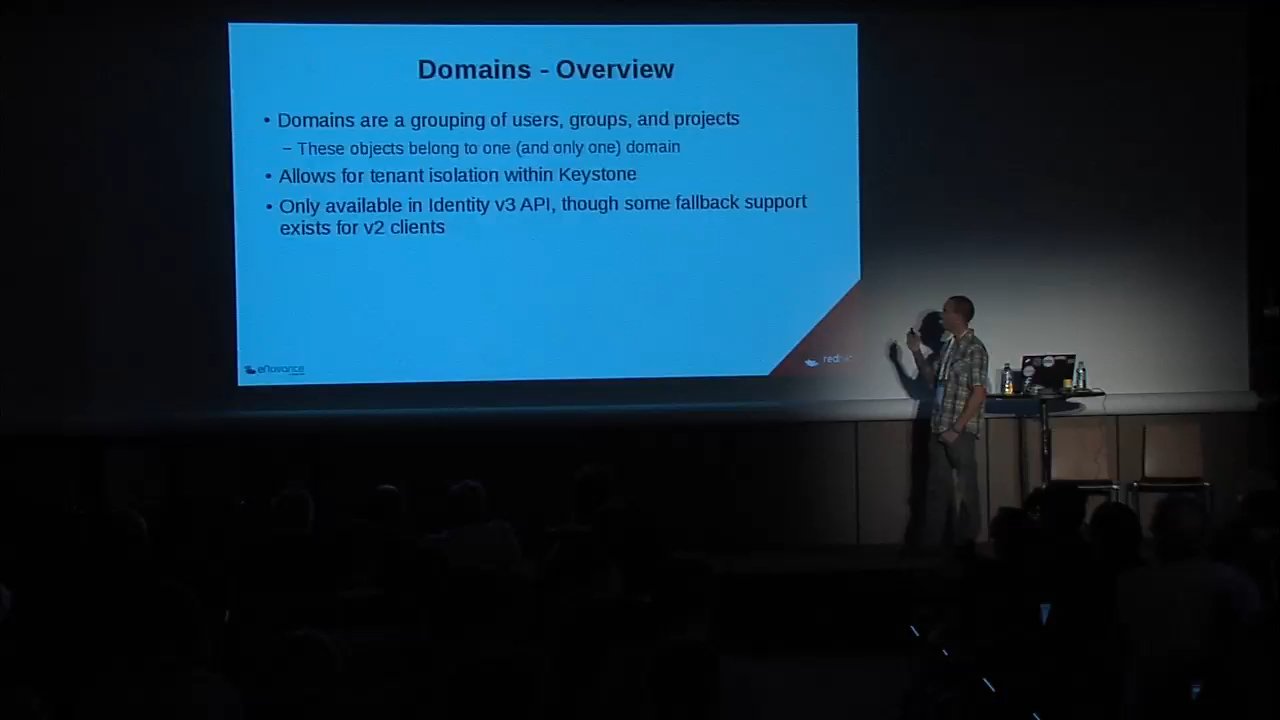 Domains - Overview
• Domains are a grouping of users, groups, and projects
– These objects belong to one (and only one) domain
• Allows for tenant isolation within Keystone
• Only available in Identity v3 API, though some fallback support
exists for v2 clients
eNovance